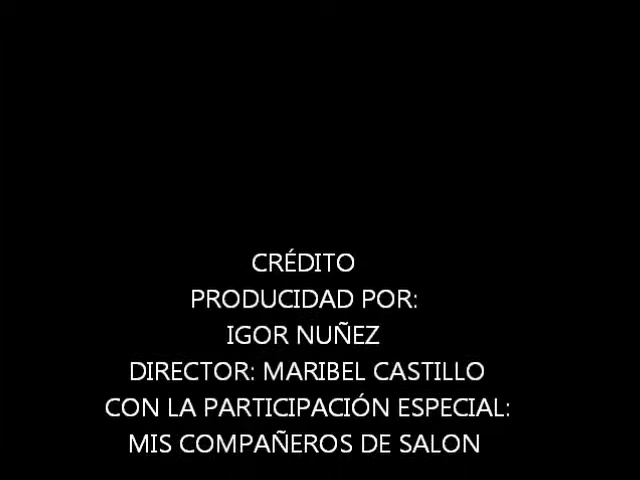 CRÉDITO
PRODUCIDAD POR:
IGOR NUÑEZ
DIRECTOR: MARIBEL CASTILLO
CON LA PARTICIPACIÓN ESPECIAL:
MIS COMPAÑEROS DE SALON